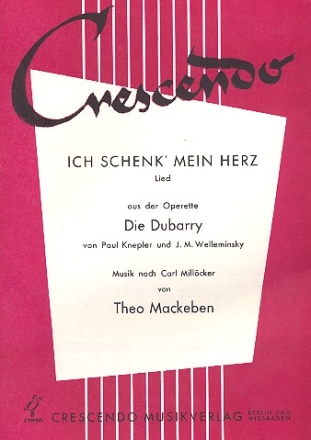 Crescendo
ICH SCHENK' MEIN HERZ
Lied
aus der Operette
Die Dubarry
von Paul Knepler und J. M. Welleminsky
Musik nach Carl Millöcker
von
Theo Mackeben
CRESCENDO MUSIKVERLAG BERLIN UND WIESBADEN